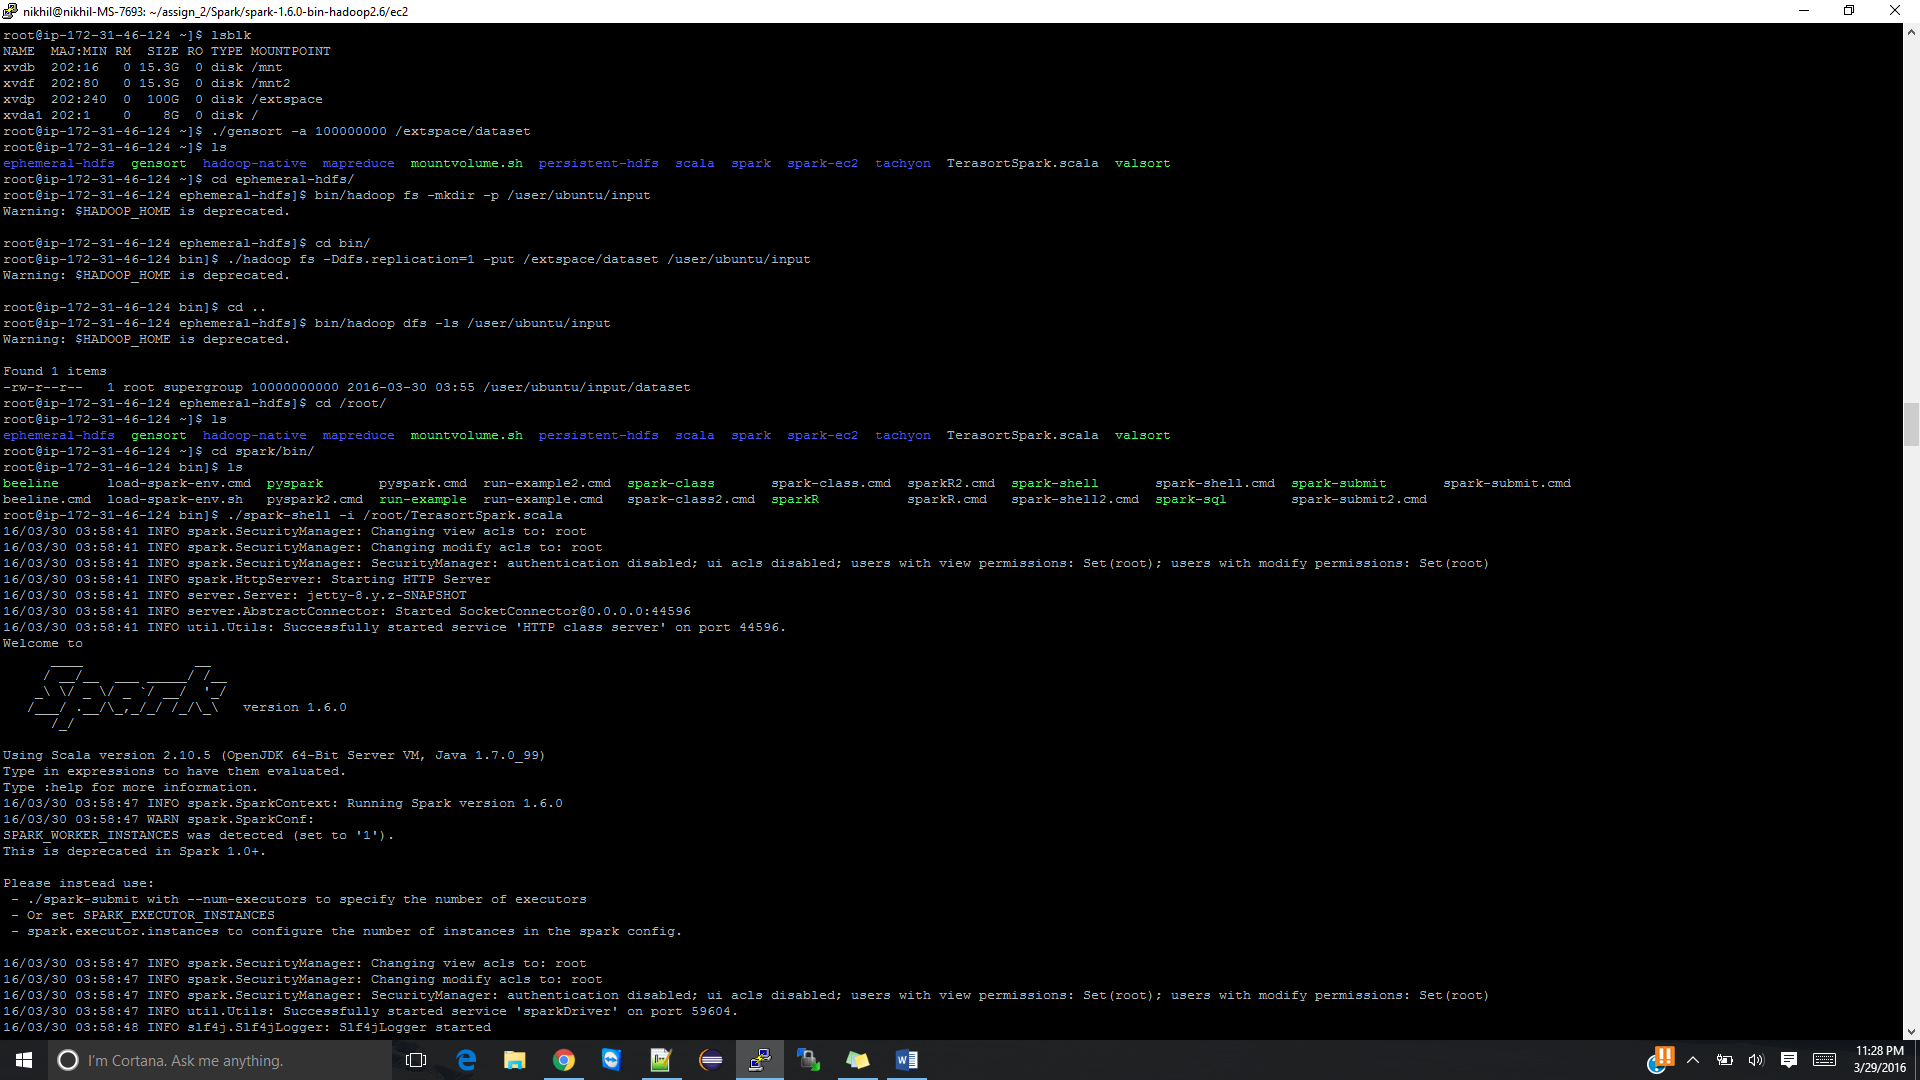 nikhil@nikhil-MS-7693: ~/assign_2/Spark/spark-1.6.0-bin-hadoop2.6/ec2
root@ip-172-31-46-124 ~]$ lsblk
NAME  MAJ:MIN RM  SIZE RO TYPE MOUNTPOINT
xvdb  202:16   0 15.3G  0 disk /mnt
xvdf  202:80   0 15.3G  0 disk /mnt2
xvdp  202:240  0  100G  0 disk /extspace
xvda1 202:1    0    8G  0 disk /
root@ip-172-31-46-124 ~]$ ./gensort -a 100000000 /extspace/dataset
root@ip-172-31-46-124 ~]$ ls
ephemeral-hdfs  gensort  hadoop-native  mapreduce  mountvolume.sh  persistent-hdfs  scala  spark  spark-ec2  tachyon  TerasortSpark.scala  valsort
root@ip-172-31-46-124 ~]$ cd ephemeral-hdfs/
root@ip-172-31-46-124 ephemeral-hdfs]$ bin/hadoop fs -mkdir -p /user/ubuntu/input
Warning: $HADOOP_HOME is deprecated.
root@ip-172-31-46-124 ephemeral-hdfs]$ cd bin/
root@ip-172-31-46-124 bin]$ ./hadoop fs -Ddfs.replication=1 -put /extspace/dataset /user/ubuntu/input
Warning: $HADOOP_HOME is deprecated.
root@ip-172-31-46-124 bin]$ cd ..
root@ip-172-31-46-124 ephemeral-hdfs]$ bin/hadoop dfs -ls /user/ubuntu/input
Warning: $HADOOP_HOME is deprecated.
Found 1 items
-rw-r--r--   1 root supergroup 10000000000 2016-03-30 03:55 /user/ubuntu/input/dataset
root@ip-172-31-46-124 ephemeral-hdfs]$ cd /root/
root@ip-172-31-46-124 ~]$ ls
ephemeral-hdfs  gensort  hadoop-native  mapreduce  mountvolume.sh  persistent-hdfs  scala  spark  spark-ec2  tachyon  TerasortSpark.scala  valsort
root@ip-172-31-46-124 ~]$ cd spark/bin/
root@ip-172-31-46-124 bin]$ ls
beeline      load-spark-env.cmd  pyspark       pyspark.cmd  run-example2.cmd  spark-class       spark-class.cmd  sparkR2.cmd  spark-shell       spark-shell.cmd  spark-submit       spark-submit.cmd
beeline.cmd  load-spark-env.sh   pyspark2.cmd  run-example  run-example.cmd   spark-class2.cmd  sparkR           sparkR.cmd   spark-shell2.cmd  spark-sql        spark-submit2.cmd
root@ip-172-31-46-124 bin]$ ./spark-shell -i /root/TerasortSpark.scala
16/03/30 03:58:41 INFO spark.SecurityManager: Changing view acls to: root
16/03/30 03:58:41 INFO spark.SecurityManager: Changing modify acls to: root
16/03/30 03:58:41 INFO spark.SecurityManager: SecurityManager: authentication disabled; ui acls disabled; users with view permissions: Set(root); users with modify permissions: Set(root)
16/03/30 03:58:41 INFO spark.HttpServer: Starting HTTP Server
16/03/30 03:58:41 INFO server.Server: jetty-8.y.z-SNAPSHOT
16/03/30 03:58:41 INFO server.AbstractConnector: Started SocketConnector@0.0.0.0:44596
16/03/30 03:58:41 INFO util.Utils: Successfully started service 'HTTP class server' on port 44596.
Welcome to
      ____              __
     / __/__  ___ _____/ /__
    _\ \/ _ \/ _ `/ __/  '_/
   /___/ .__/\_,_/_/ /_/\_\   version 1.6.0
      /_/
Using Scala version 2.10.5 (OpenJDK 64-Bit Server VM, Java 1.7.0_99)
Type in expressions to have them evaluated.
Type :help for more information.
16/03/30 03:58:47 INFO spark.SparkContext: Running Spark version 1.6.0
16/03/30 03:58:47 WARN spark.SparkConf:
SPARK_WORKER_INSTANCES was detected (set to '1').
This is deprecated in Spark 1.0+.
Please instead use:
 - ./spark-submit with --num-executors to specify the number of executors
 - Or set SPARK_EXECUTOR_INSTANCES
 - spark.executor.instances to configure the number of instances in the spark config.
16/03/30 03:58:47 INFO spark.SecurityManager: Changing view acls to: root
16/03/30 03:58:47 INFO spark.SecurityManager: Changing modify acls to: root
16/03/30 03:58:47 INFO spark.SecurityManager: SecurityManager: authentication disabled; ui acls disabled; users with view permissions: Set(root); users with modify permissions: Set(root)
16/03/30 03:58:47 INFO util.Utils: Successfully started service 'sparkDriver' on port 59604.
16/03/30 03:58:48 INFO slf4j.Slf4jLogger: Slf4jLogger started
I'm Cortana. Ask me anything.
11:28 PM
3/29/2016